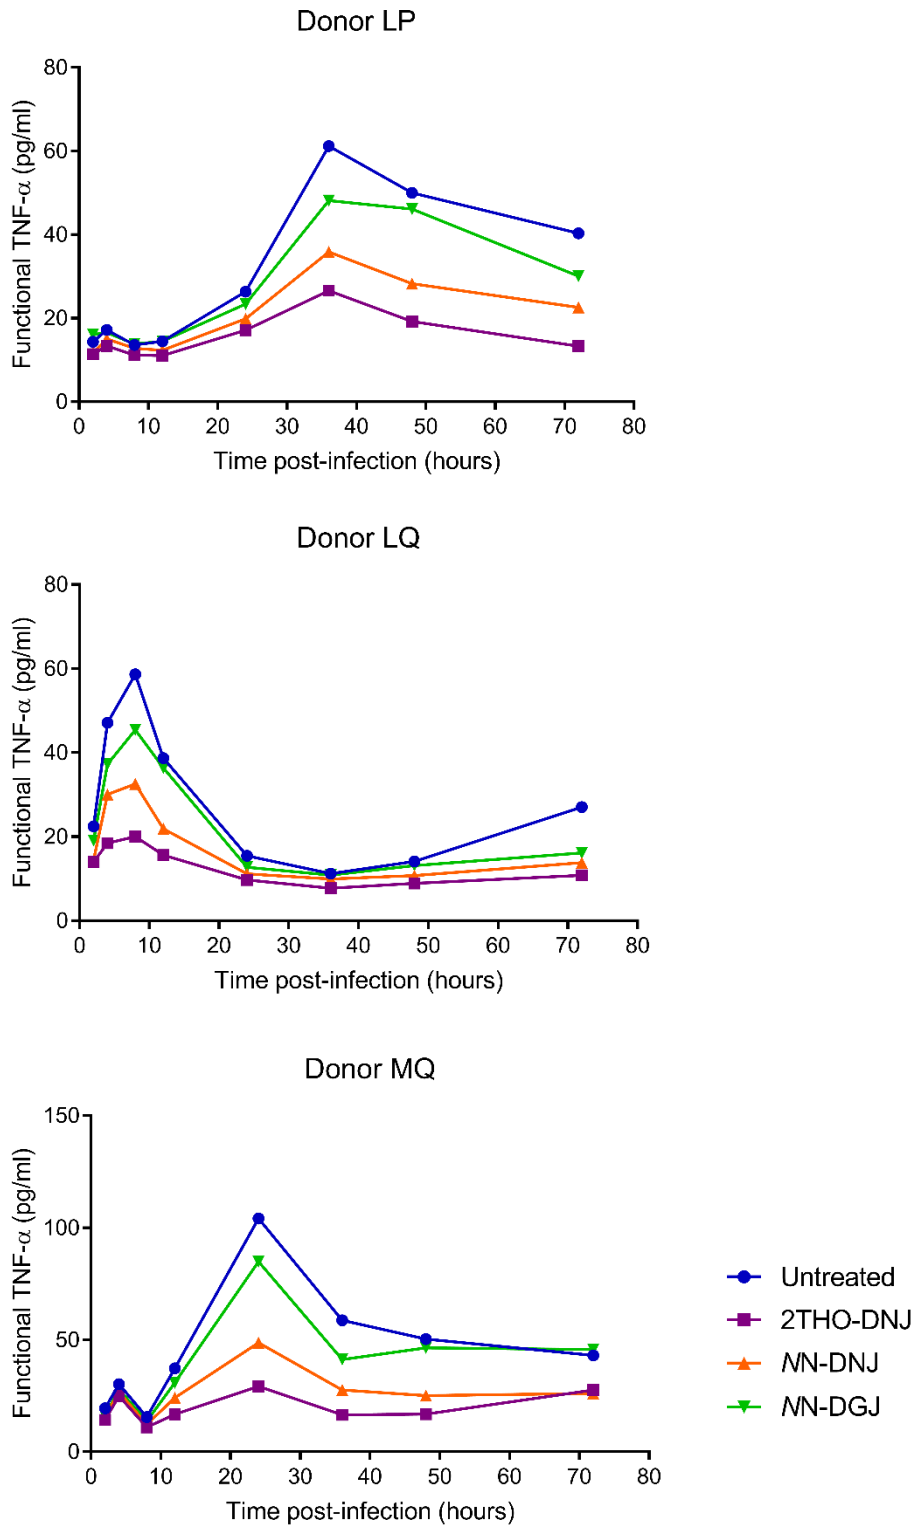 Donor LP
80
60
40
20
0
0 10 20 30 40 50 60 70 80
Functional TNF-α (pg/ml)
Time post-infection (hours)
Donor LQ
80
60
40
20
0
0 10 20 30 40 50 60 70 80
Functional TNF-α (pg/ml)
Time post-infection (hours)
Donor MQ
150
100
50
0
0 10 20 30 40 50 60 70 80
Functional TNF-α (pg/ml)
Time post-infection (hours)
Untreated
2THO-DNJ
NN-DNJ
NN-DGJ